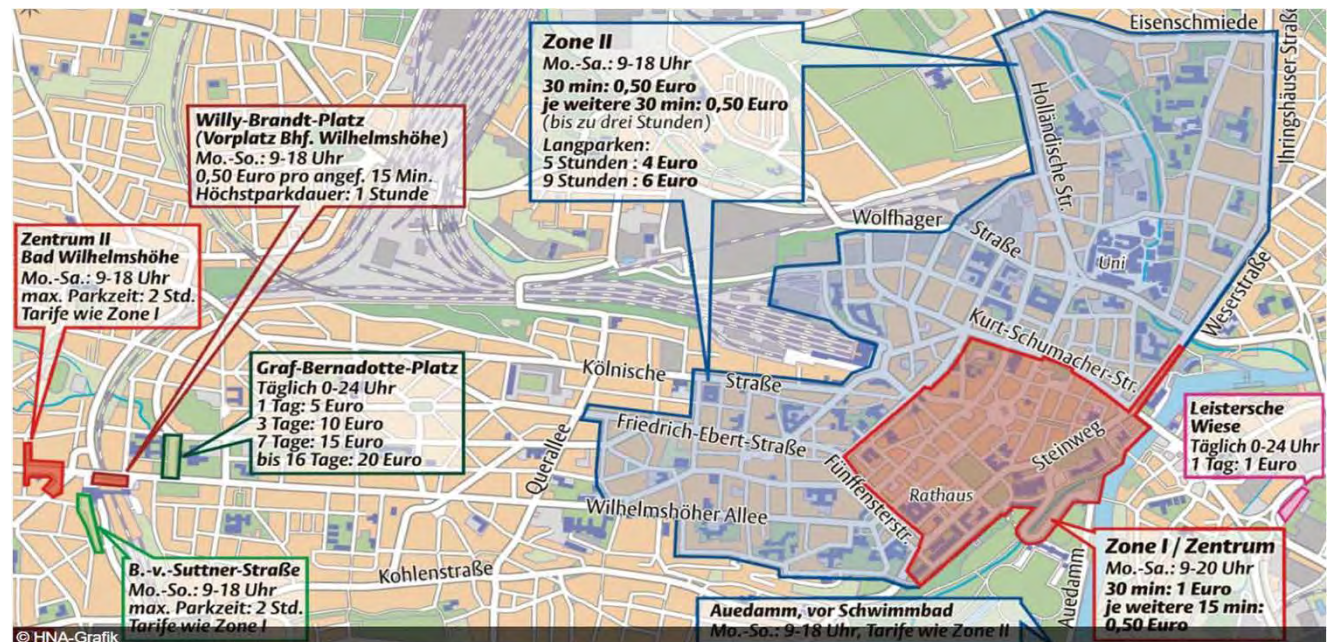 Eisenschmiede
Zone II
Mo.-Sa.: 9-18 Uhr
30 min: 0,50 Euro
je weitere 30 min: 0,50 Euro
(bis zu drei Stunden)
Langparken:
5 Stunden : 4 Euro
9 Stunden : 6 Euro
Holländische Str.
Ihringshäuser Straße
Willy-Brandt-Platz
(Vorplatz Bhf. Wilhelmshöhe)
Mo.-So.: 9-18 Uhr
0,50 Euro pro angef. 15 Min.
Höchstparkdauer: 1 Stunde
Wolfhager
Straße
Uni
Weserstraße
Zentrum II
Bad Wilhelmshöhe
Mo.-Sa.: 9-18 Uhr
max. Parkzeit: 2 Std.
Tarife wie Zone I
Kurt-Schumacher-Str.
Graf-Bernadotte-Platz
Täglich 0-24 Uhr
1 Tag: 5 Euro
3 Tage: 10 Euro
7 Tage: 15 Euro
bis 16 Tage: 20 Euro
Kölnische
Straße
Friedrich-Ebert-Straße
Querallee
Fünffensterstr.
Steinweg
Rathaus
Leistersche
Wiese
Täglich 0-24 Uhr
1 Tag: 1 Euro
Wilhelmshöher Allee
Kohlenstraße
B.-v.-Suttner-Straße
Mo.-So.: 9-18 Uhr
max. Parkzeit: 2 Std.
Tarife wie Zone I
Auedamm
Zone I / Zentrum
Mo.-Sa.: 9-20 Uhr
30 min: 1 Euro
je weitere 15 min:
0,50 Euro
Auedamm, vor Schwimmbad
Mo.-So.: 9-18 Uhr, Tarife wie Zone II
© HNA-Grafik